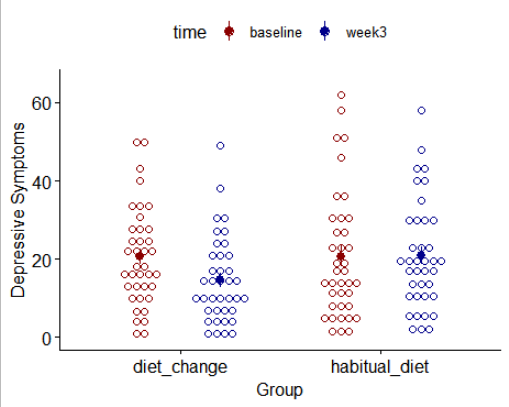 time baseline week3
Depressive Symptoms
60
40
20
0
diet_change habitual_diet
Group